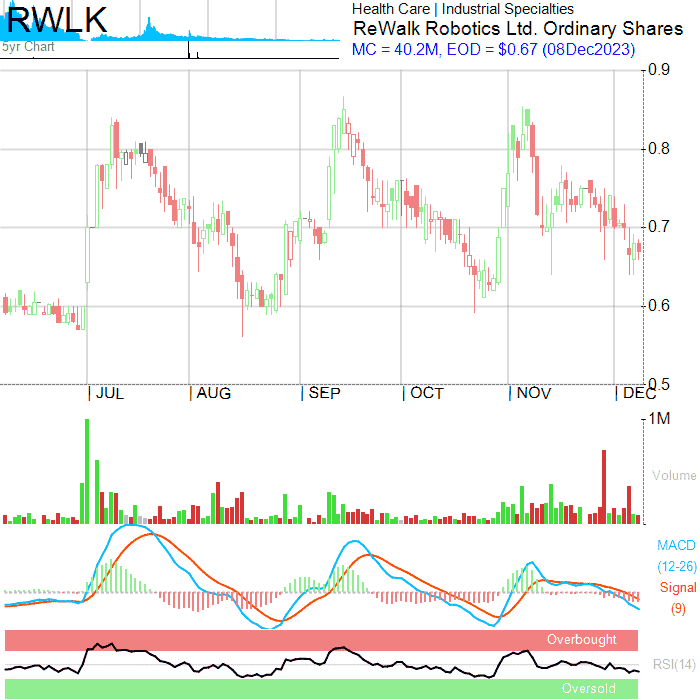 RWLK
5yr Chart
Health Care | Industrial Specialties
ReWalk Robotics Ltd. Ordinary Shares
MC = 40.2M, EOD = $0.67 (08Dec2023)
0.9
0.8
0.7
0.6
0.5
JUL AUG SEP OCT NOV DEC
1M
Volume
MACD
(12-26)
Signal
(9)
Overbought
RSI(14)
Oversold